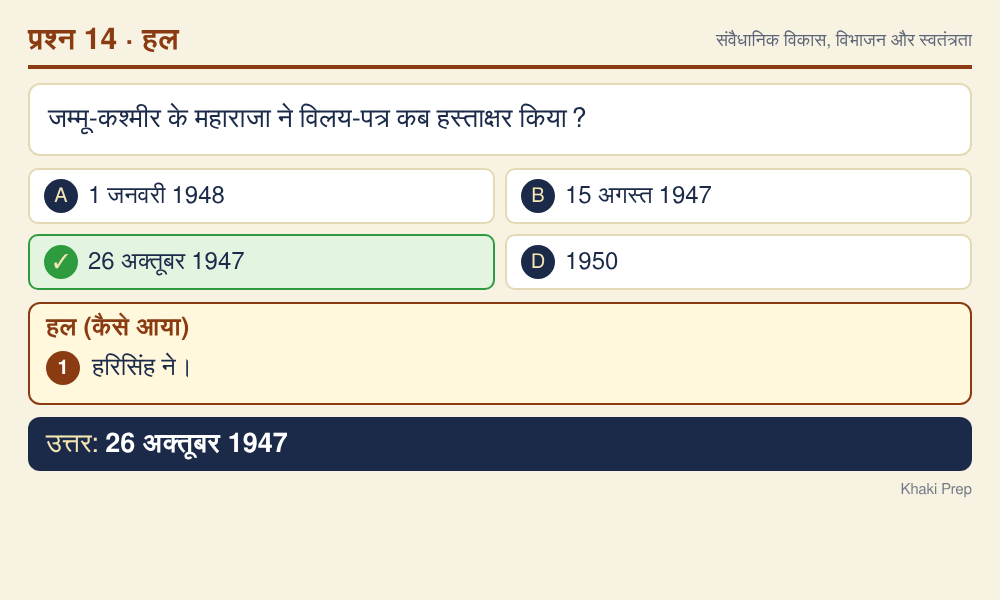 प्रश्न 14 · हल
संवैधानिक विकास, विभाजन और स्वतंत्रता
जम्मू-कश्मीर के महाराजा ने विलय-पत्र कब हस्ताक्षर किया ?
A 1 जनवरी 1948
B 15 अगस्त 1947
✓ 26 अक्तूबर 1947
D 1950
हल (कैसे आया)
1 हरिसिंह ने।
उत्तर: 26 अक्तूबर 1947
Khaki Prep